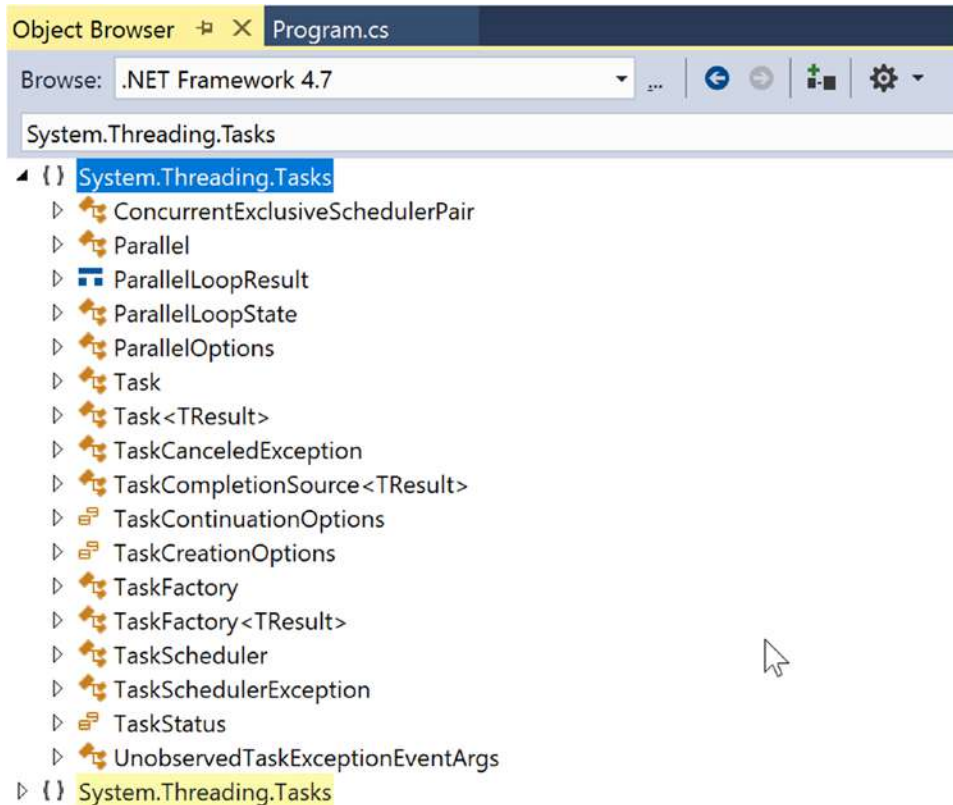 Object Browser Program.cs
Browse: .NET Framework 4.7 ...
System.Threading.Tasks
{ } System.Threading.Tasks
ConcurrentExclusiveSchedulerPair
Parallel
ParallelLoopResult
ParallelLoopState
ParallelOptions
Task
Task<TResult>
TaskCanceledException
TaskCompletionSource<TResult>
TaskContinuationOptions
TaskCreationOptions
TaskFactory
TaskFactory<TResult>
TaskScheduler
TaskSchedulerException
TaskStatus
UnobservedTaskExceptionEventArgs
{ } System.Threading.Tasks